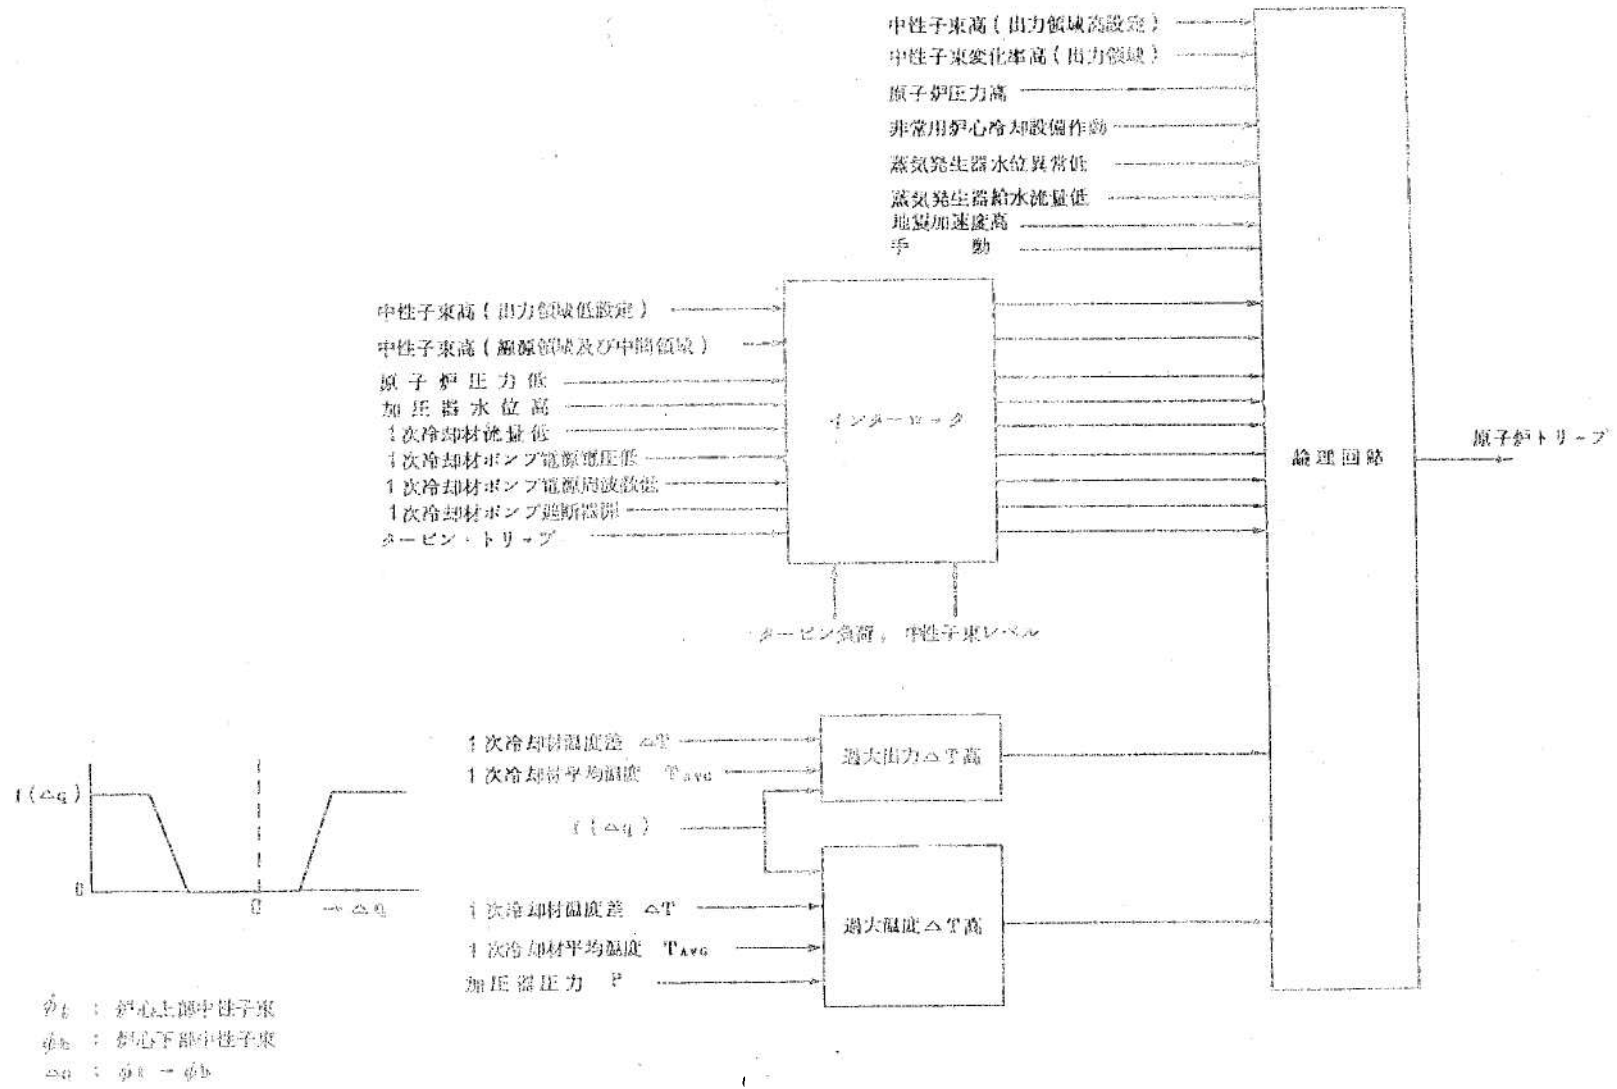 中性子束高(出力領域高設定)
中性子束変化率高(出力領域)
原子炉圧力高
非常用炉心冷却設備作動
蒸気発生器水位異常低
蒸気発生器給水流量低
地震加速度高
手　動
中性子束高(出力領域低設定)
中性子束高(線源領域及び中間領域)
原子炉圧力低
加圧器水位高
1次冷却材流量低
1次冷却材ポンプ電源電圧低
1次冷却材ポンプ電源周波数低
1次冷却材ポンプ遮断器開
タービン・トリップ
インターロック
論理回路
原子炉トリップ
タービン負荷，中性子束レベル
1次冷却材温度差 △T
1次冷却材平均温度 TAVG
過大出力△T高
f(△q)
f(△q)
0
0
→△q
1次冷却材温度差 △T
1次冷却材平均温度 TAVG
加圧器圧力 P
過大温度△T高
φt : 炉心上部中性子束
φb : 炉心下部中性子束
△q : φt － φb